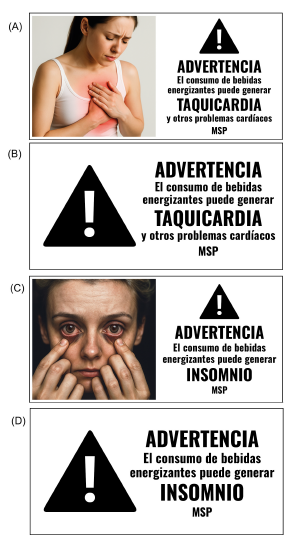 (A)
ADVERTENCIA
El consumo de bebidas
energizantes puede generar
TAQUICARDIA
y otros problemas cardíacos
MSP
(B)
ADVERTENCIA
El consumo de bebidas
energizantes puede generar
TAQUICARDIA
y otros problemas cardíacos
MSP
(C)
ADVERTENCIA
El consumo de bebidas
energizantes puede generar
INSOMNIO
MSP
(D)
ADVERTENCIA
El consumo de bebidas
energizantes puede generar
INSOMNIO
MSP